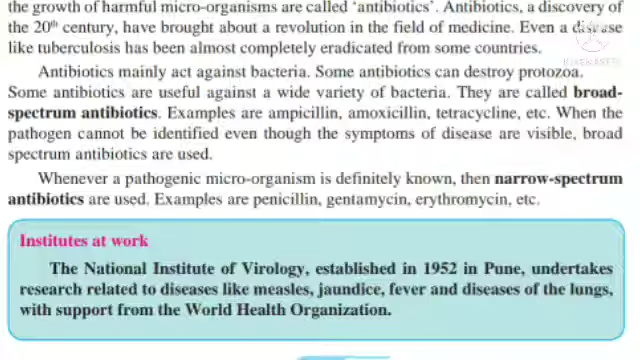 the growth of harmful micro-organisms are called 'antibiotics'. Antibiotics, a discovery of
the 20th century, have brought about a revolution in the field of medicine. Even a disease
like tuberculosis has been almost completely eradicated from some countries.
Antibiotics mainly act against bacteria. Some antibiotics can destroy protozoa.
Some antibiotics are useful against a wide variety of bacteria. They are called broad-
spectrum antibiotics. Examples are ampicillin, amoxicillin, tetracycline, etc. When the
pathogen cannot be identified even though the symptoms of disease are visible, broad
spectrum antibiotics are used.
Whenever a pathogenic micro-organism is definitely known, then narrow-spectrum
antibiotics are used. Examples are penicillin, gentamycin, erythromycin, etc.
Institutes at work
The National Institute of Virology, established in 1952 in Pune, undertakes
research related to diseases like measles, jaundice, fever and diseases of the lungs,
with support from the World Health Organization.